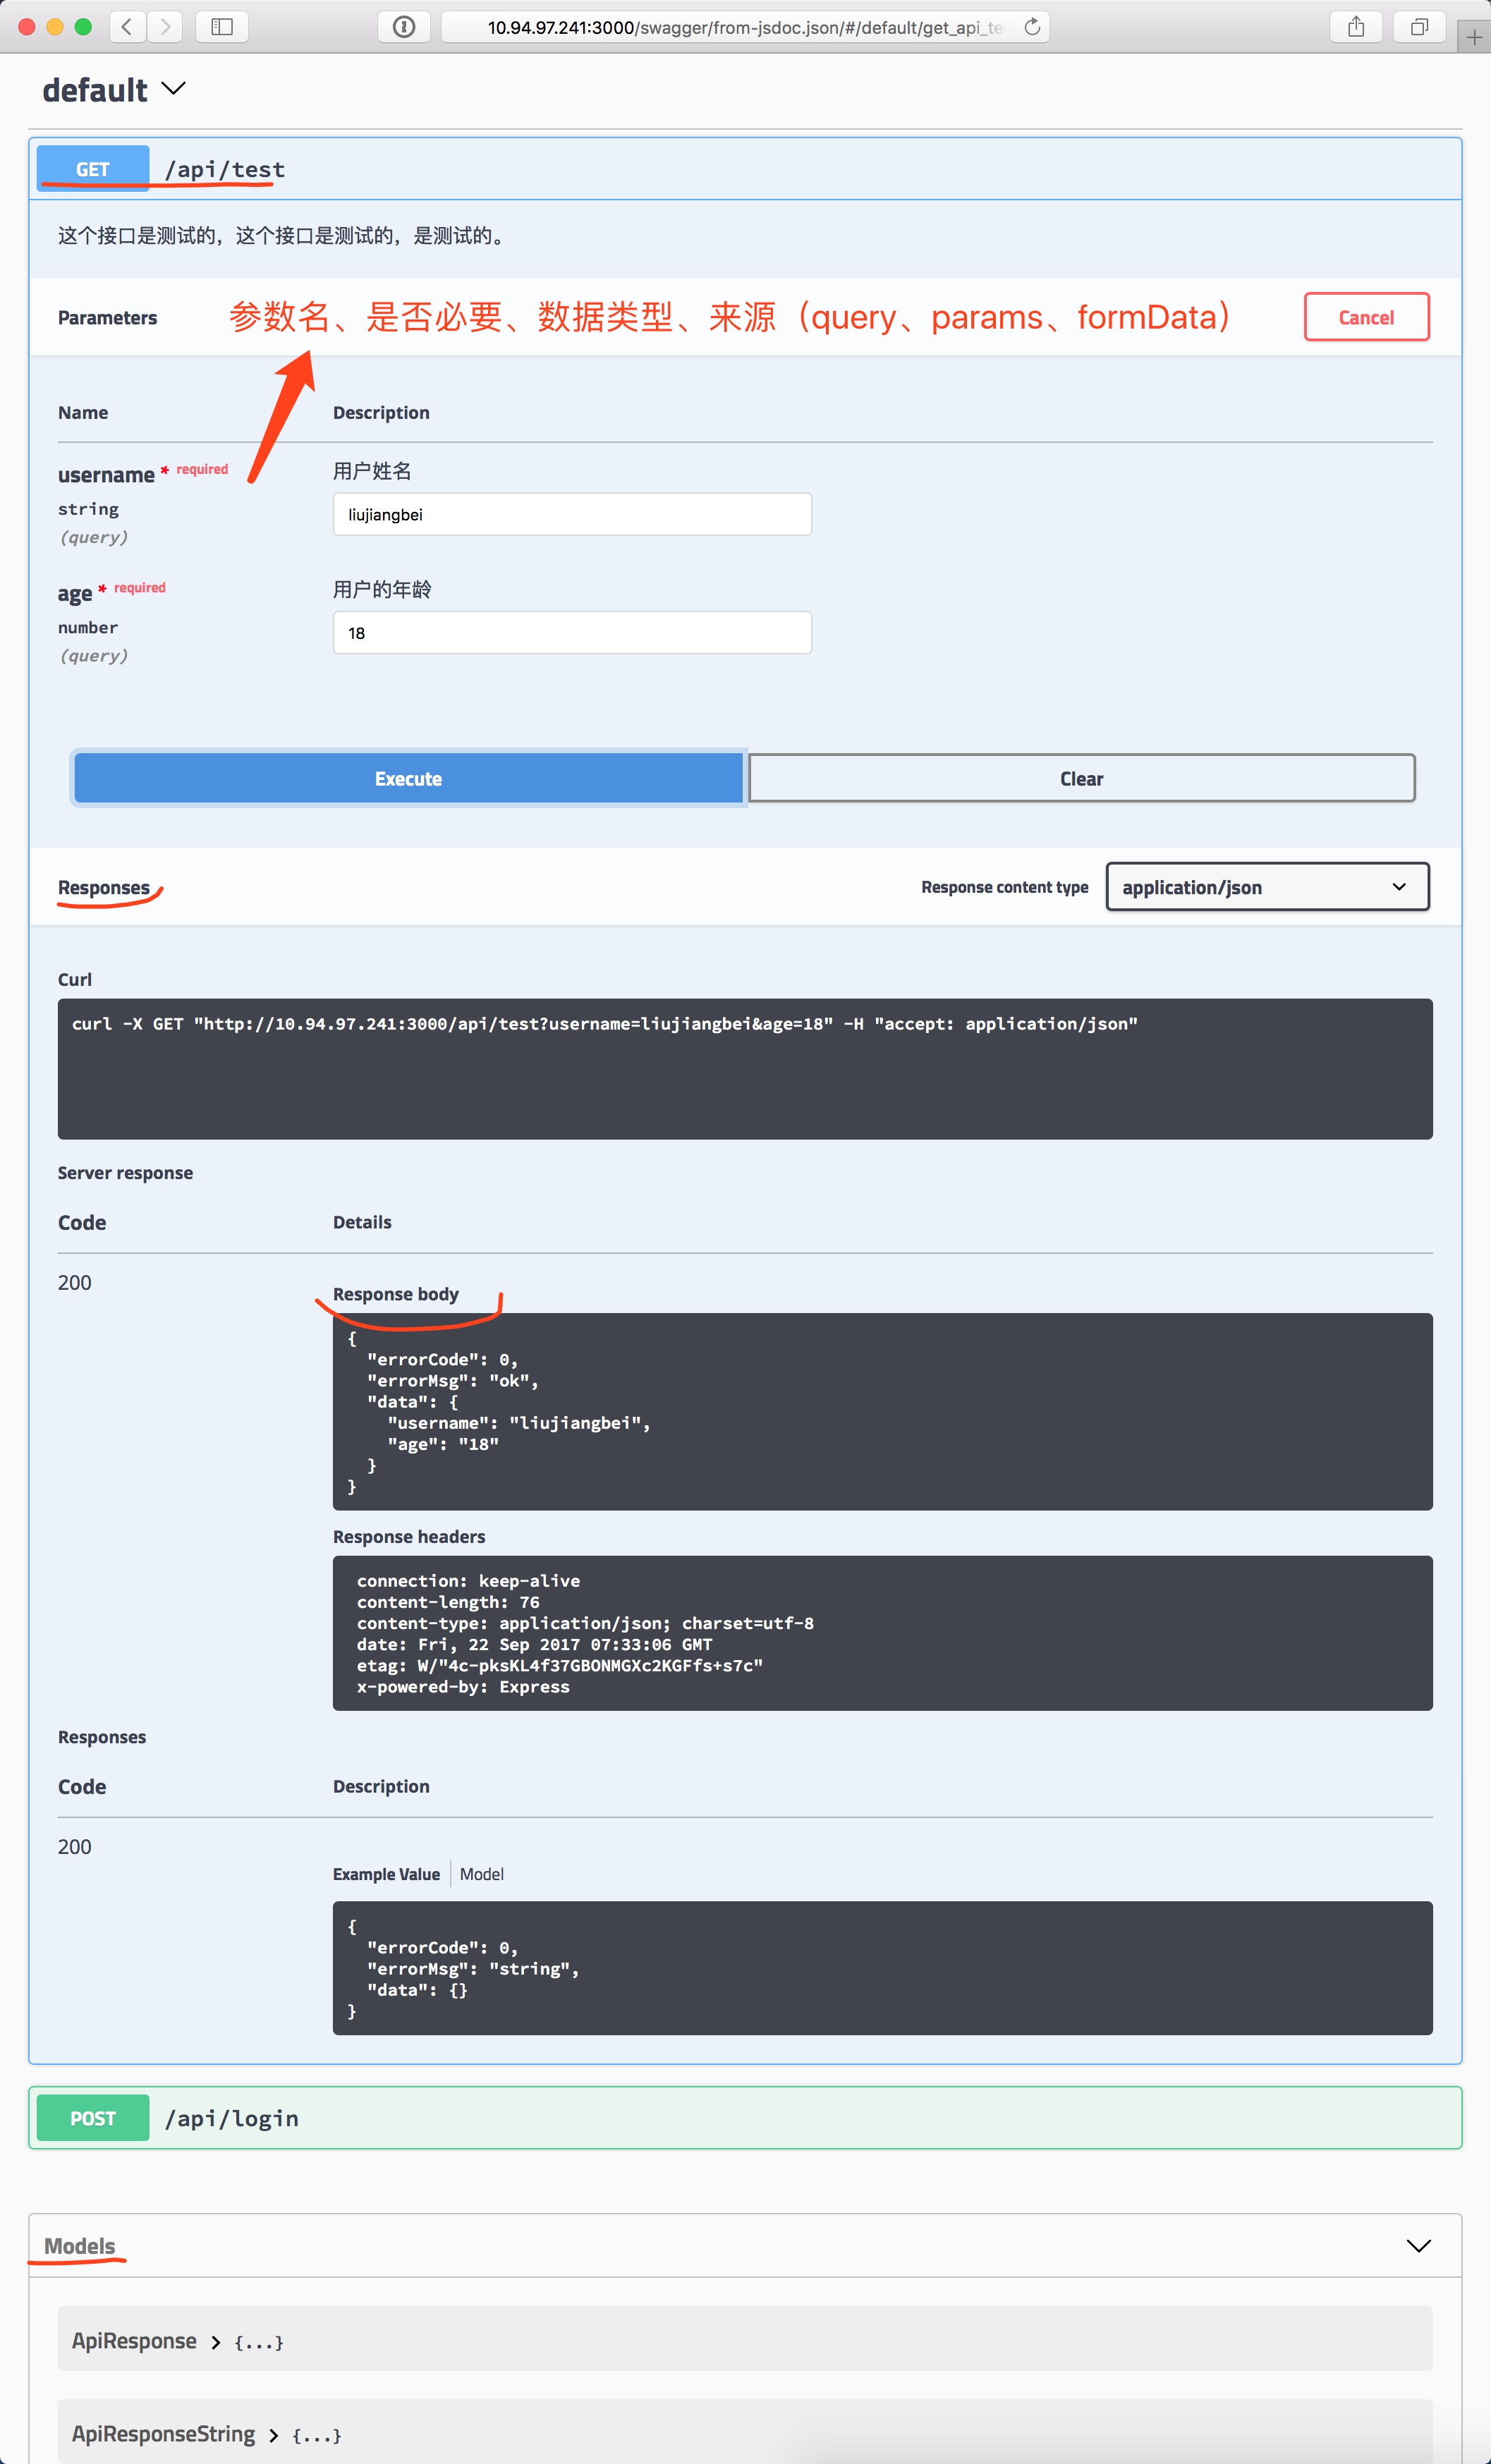 10.94.97.241:3000/swagger/from-jsdoc.json/#/default/get_api_te
default
GET /api/test
这个接口是测试的，这个接口是测试的，是测试的。
Parameters 参数名、是否必要、数据类型、来源（query、params、formData） Cancel
Name Description
username * required 用户姓名
string liujiangbei
(query)
age * required 用户的年龄
number 18
(query)
Execute Clear
Responses Response content type application/json
Curl
curl -X GET "http://10.94.97.241:3000/api/test?username=liujiangbei&age=18" -H "accept: application/json"
Server response
Code Details
200
Response body
{
"errorCode": 0,
"errorMsg": "ok",
"data": {
"username": "liujiangbei",
"age": "18"
}
}
Response headers
connection: keep-alive
content-length: 76
content-type: application/json; charset=utf-8
date: Fri, 22 Sep 2017 07:33:06 GMT
etag: W/"4c-pksKL4f37GBONMGXc2KGFfs+s7c"
x-powered-by: Express
Responses
Code Description
200
Example Value Model
{
"errorCode": 0,
"errorMsg": "string",
"data": {}
}
POST /api/login
Models
ApiResponse > {...}
ApiResponseString > {...}